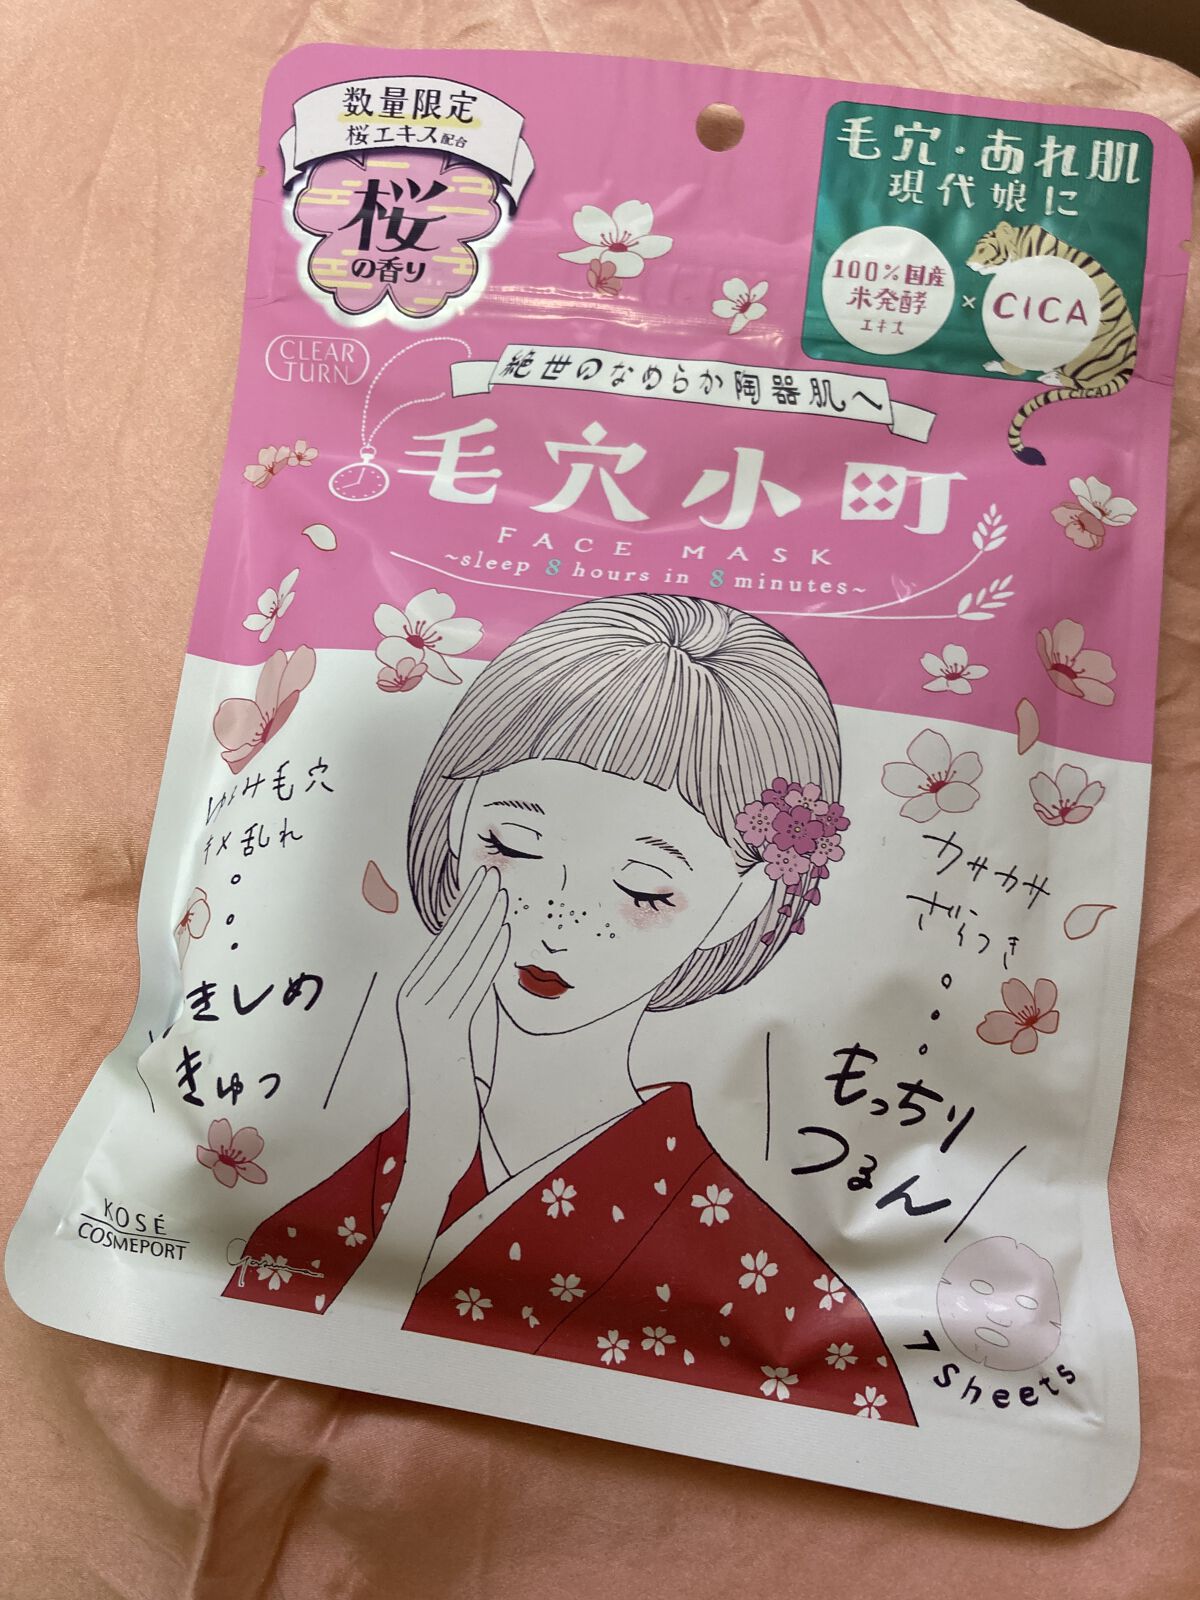 数量限定
桜エキス配合
桜
の香り
毛穴・あれ肌
現代娘に
100%国産
米発酵
エキス
×
CICA
CICA
CLEAR
TURN
絶世のなめらか陶器肌へ
毛穴小町
FACE MASK
~sleep 8 hours in 8 minutes~
毛穴
キメ乱れ
きしめ
きゅっ
カサカサ
ざらつき
もっちり
つるん
KOSÉ
COSMEPORT
7 Sheets